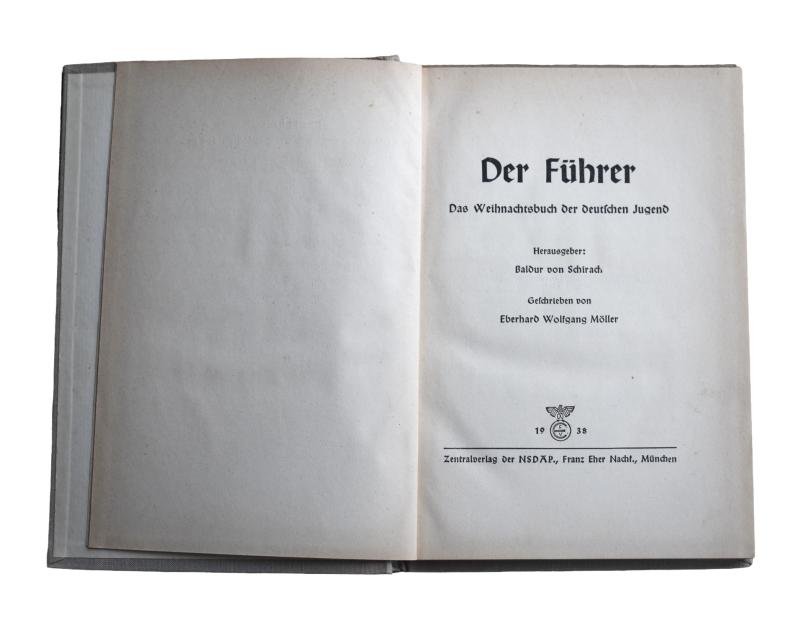 Der Führer
Das Weihnachtsbuch der deutſchen Jugend
Herausgeber:
Baldur von Schirach
Geſchrieben von
Eberhard Wolfgang Möller
19 38
Zentralverlag der NSDAP., Franz Eher Nachf., München